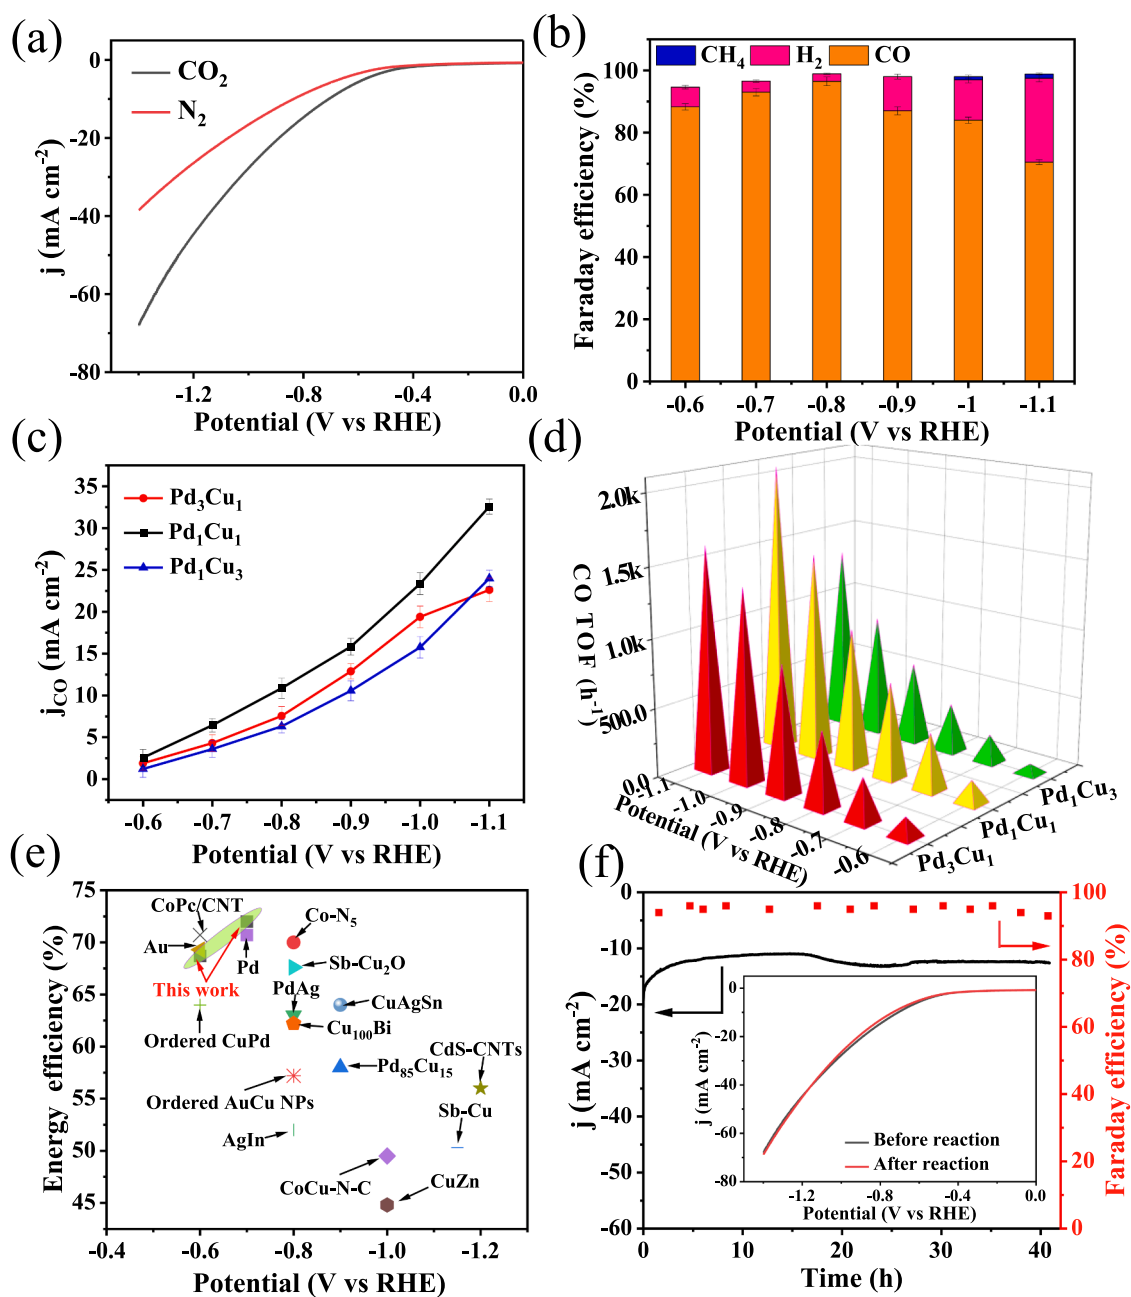 (a)
0
-20
-40
-60
-80
j (mA cm⁻²)
CO₂
N₂
-1.2
-0.8
-0.4
0.0
Potential (V vs RHE)
(b)
CH₄
H₂
CO
100
80
60
40
20
0
Faraday efficiency (%)
-0.6
-0.7
-0.8
-0.9
-1
-1.1
Potential (V vs RHE)
(c)
35
30
25
20
15
10
5
0
j_CO (mA cm⁻²)
Pd₃Cu₁
Pd₁Cu₁
Pd₁Cu₃
-0.6
-0.7
-0.8
-0.9
-1.0
-1.1
Potential (V vs RHE)
(d)
2.0k
1.5k
1.0k
500.0
0.0
CO TOF (h⁻¹)
-1.1
-1.0
-0.9
-0.8
-0.7
-0.6
Potential (V vs RHE)
Pd₃Cu₁
Pd₁Cu₁
Pd₁Cu₃
(e)
75
70
65
60
55
50
45
Energy efficiency (%)
CoPc/CNT
Au
Pd
This work
Ordered CuPd
Co-N₅
Sb-Cu₂O
PdAg
CuAgSn
Cu₁₀₀Bi
CdS-CNTs
Pd₈₅Cu₁₅
Ordered AuCu NPs
Sb-Cu
AgIn
CoCu-N-C
CuZn
-0.4
-0.6
-0.8
-1.0
-1.2
Potential (V vs RHE)
(f)
0
-10
-20
-30
-40
-50
-60
j (mA cm⁻²)
100
80
60
40
20
0
Faraday efficiency (%)
0
-20
-40
-60
-80
j (mA cm⁻²)
Before reaction
After reaction
-1.2
-0.8
-0.4
0.0
Potential (V vs RHE)
0
10
20
30
40
Time (h)